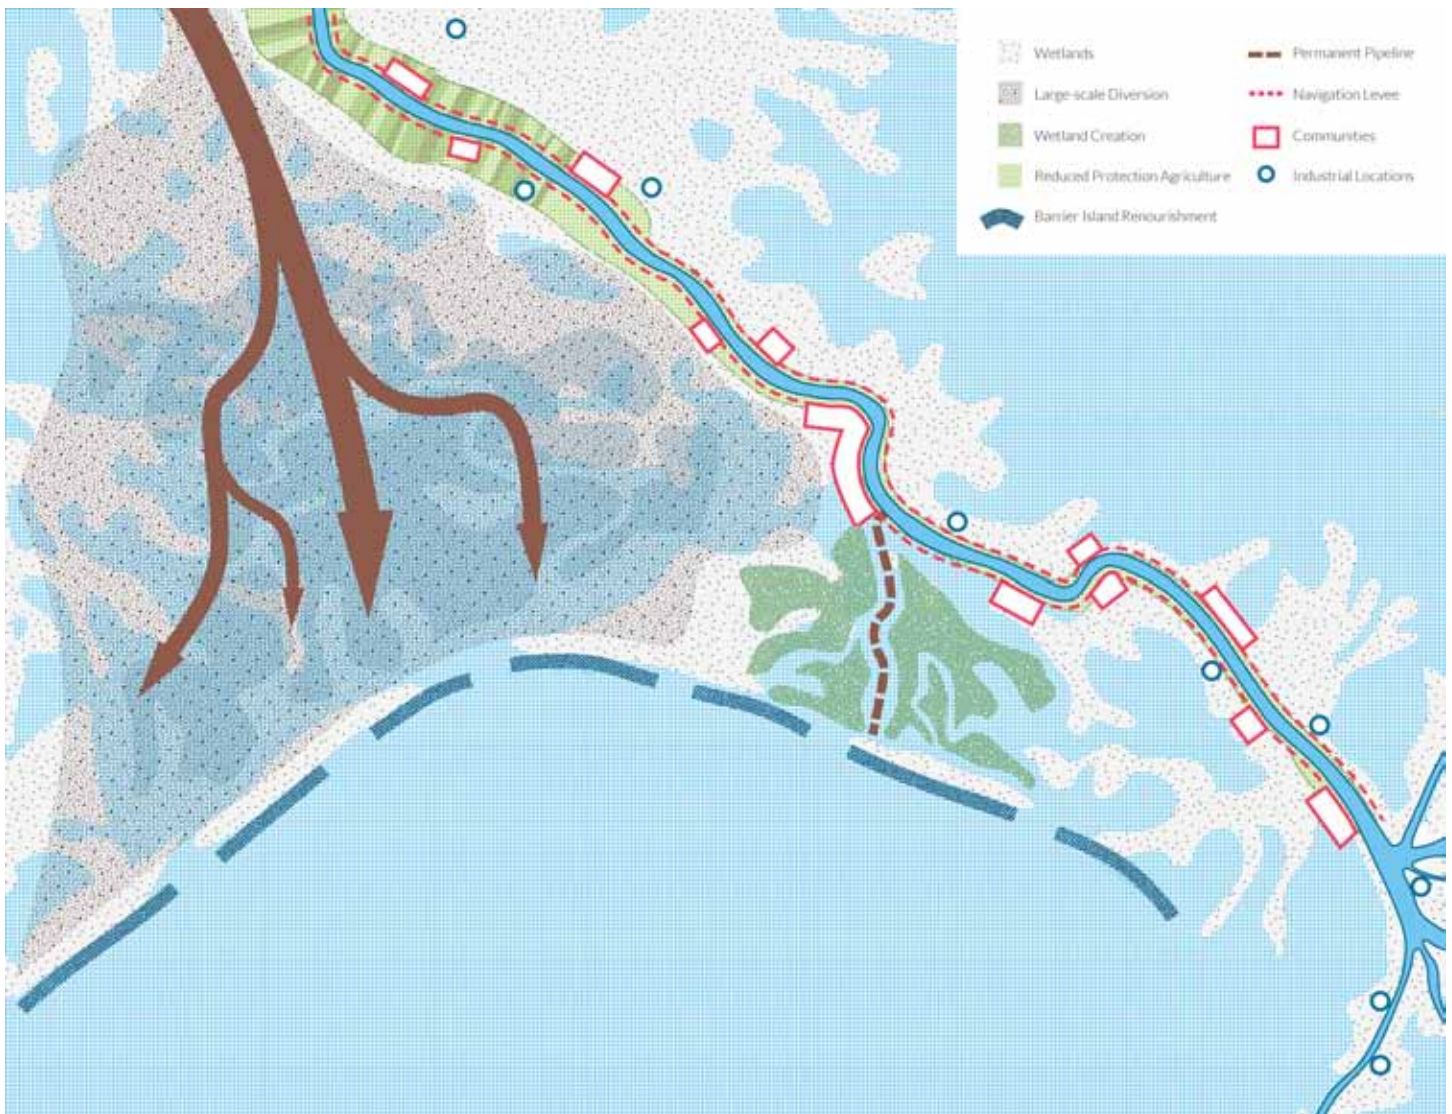 Wetlands
Large-scale Diversion
Wetland Creation
Reduced Protection Agriculture
Barrier Island Renourishment
Permanent Pipeline
Navigation Levee
Communities
Industrial Locations